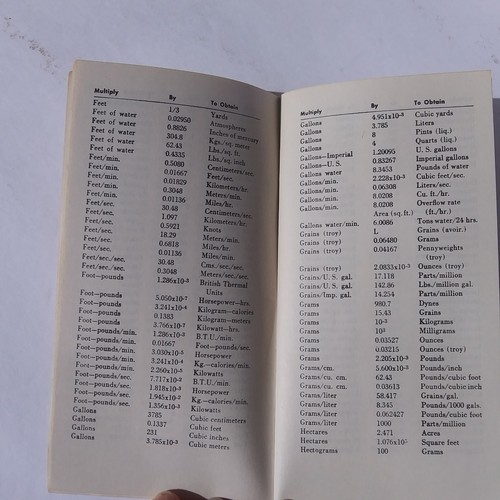 Multiply By To Obtain
Feet 1/3 Yards
Feet of water 0.02950 Atmospheres
Feet of water 0.8826 Inches of mercury
Feet of water 304.8 Kgs./sq. meter
Feet of water 62.43 Lbs./sq. ft.
Feet of water 0.4335 Lbs./sq. inch
Feet/min. 0.5080 Centimeters/sec.
Feet/min. 0.01667 Feet/sec.
Feet/min. 0.01829 Kilometers/hr.
Feet/min. 0.3048 Meters/min.
Feet/min. 0.01136 Miles/hr.
Feet/sec. 30.48 Centimeters/sec.
Feet/sec. 1.097 Kilometers/hr.
Feet/sec. 0.5921 Knots
Feet/sec. 18.29 Meters/min.
Feet/sec. 0.6818 Miles/hr.
Feet/sec. 0.01136 Miles/min.
Feet/sec./sec. 30.48 Cms./sec./sec.
Feet/sec./sec. 0.3048 Meters/sec./sec.
Foot—pounds 1.286x10⁻³ British Thermal
Units
Foot—pounds 5.050x10⁻⁷ Horsepower—hrs.
Foot—pounds 3.241x10⁻⁴ Kilogram—calories
Foot—pounds 0.1383 Kilogram—meters
Foot—pounds 3.766x10⁻⁷ Kilowatt—hrs.
Foot—pounds/min. 1.286x10⁻³ B.T.U./min.
Foot—pounds/min. 0.01667 Foot—pounds/sec.
Foot—pounds/min. 3.030x10⁻⁵ Horsepower
Foot—pounds/min. 3.241x10⁻⁴ Kg.—calories/min.
Foot—pounds/min. 2.260x10⁻⁵ Kilowatts
Foot—pounds/sec. 7.717x10⁻² B.T.U./min.
Foot—pounds/sec. 1.818x10⁻³ Horsepower
Foot—pounds/sec. 1.945x10⁻² Kg.—calories/min.
Foot—pounds/sec. 1.356x10⁻³ Kilowatts
Gallons 3785 Cubic centimeters
Gallons 0.1337 Cubic feet
Gallons 231 Cubic inches
Gallons 3.785x10⁻³ Cubic meters
Multiply By To Obtain
Gallons 4.951x10⁻³ Cubic yards
Gallons 3.785 Liters
Gallons 8 Pints (liq.)
Gallons 4 Quarts (liq.)
Gallons—Imperial 1.20095 U. S. gallons
Gallons—U. S. 0.83267 Imperial gallons
Gallons water 8.3453 Pounds of water
Gallons/min. 2.228x10⁻³ Cubic feet/sec.
Gallons/min. 0.06308 Liters/sec.
Gallons/min. 8.0208 Cu. ft./hr.
Gallons/min. 8.0208 Overflow rate
Area (sq. ft.) (ft./hr.)
Gallons water/min. 6.0086 Tons water/24 hrs.
Grains (troy) L Grains (avoir.)
Grains (troy) 0.06480 Grams
Grains (troy) 0.04167 Pennyweights
(troy)
Grains (troy) 2.0833x10⁻³ Ounces (troy)
Grains/U.S. gal. 17.118 Parts/million
Grains/U.S. gal. 142.86 Lbs./million gal.
Grains/Imp. gal. 14.254 Parts/million
Grams 980.7 Dynes
Grams 15.43 Grains
Grams 10⁻³ Kilograms
Grams 10³ Milligrams
Grams 0.03527 Ounces
Grams 0.03215 Ounces (troy)
Grams 2.205x10⁻³ Pounds
Grams/cm. 5.600x10⁻³ Pounds/inch
Grams/cu. cm. 62.43 Pounds/cubic foot
Grams/cu. cm. 0.03613 Pounds/cubic inch
Grams/liter 58.417 Grains/gal.
Grams/liter 8.345 Pounds/1000 gals.
Grams/liter 0.062427 Pounds/cubic foot
Grams/liter 1000 Parts/million
Hectares 2.471 Acres
Hectares 1.076x10⁵ Square feet
Hectograms 100 Grams